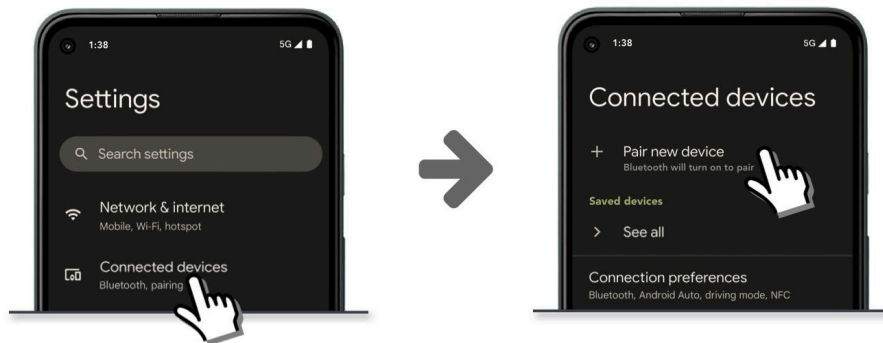 1:38
5G
Settings
Search settings
Network & internet
Mobile, Wi-Fi, hotspot
Connected devices
Bluetooth, pairing
1:38
5G
Connected devices
Pair new device
Bluetooth will turn on to pair
Saved devices
See all
Connection preferences
Bluetooth, Android Auto, driving mode, NFC